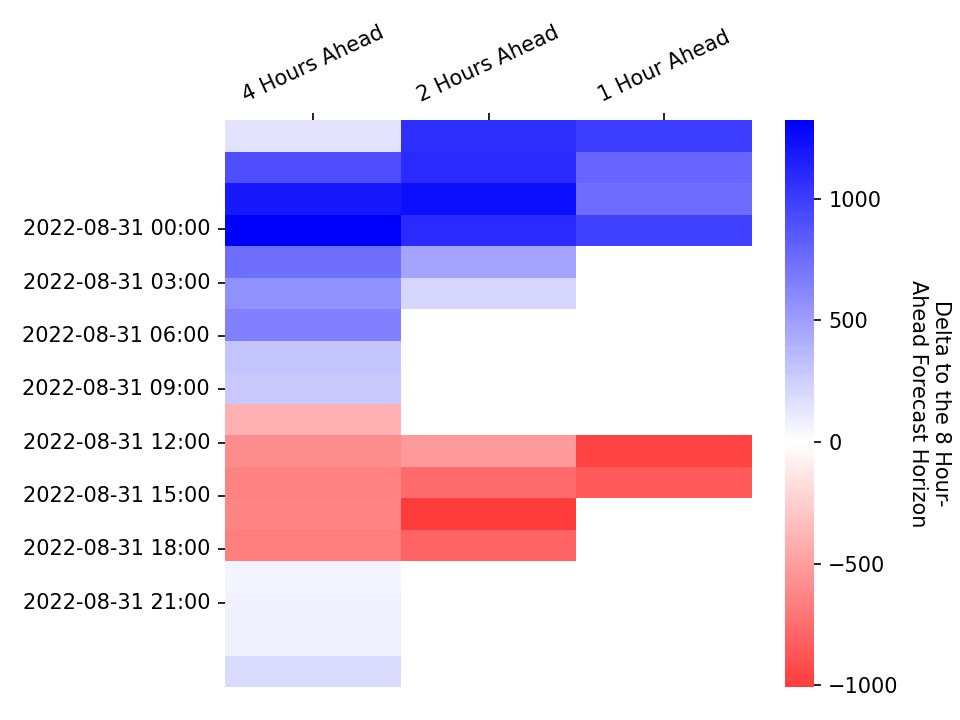 4 Hours Ahead
2 Hours Ahead
1 Hour Ahead
2022-08-31 00:00
2022-08-31 03:00
2022-08-31 06:00
2022-08-31 09:00
2022-08-31 12:00
2022-08-31 15:00
2022-08-31 18:00
2022-08-31 21:00
1000
500
0
−500
−1000
Delta to the 8 Hour-
Ahead Forecast Horizon